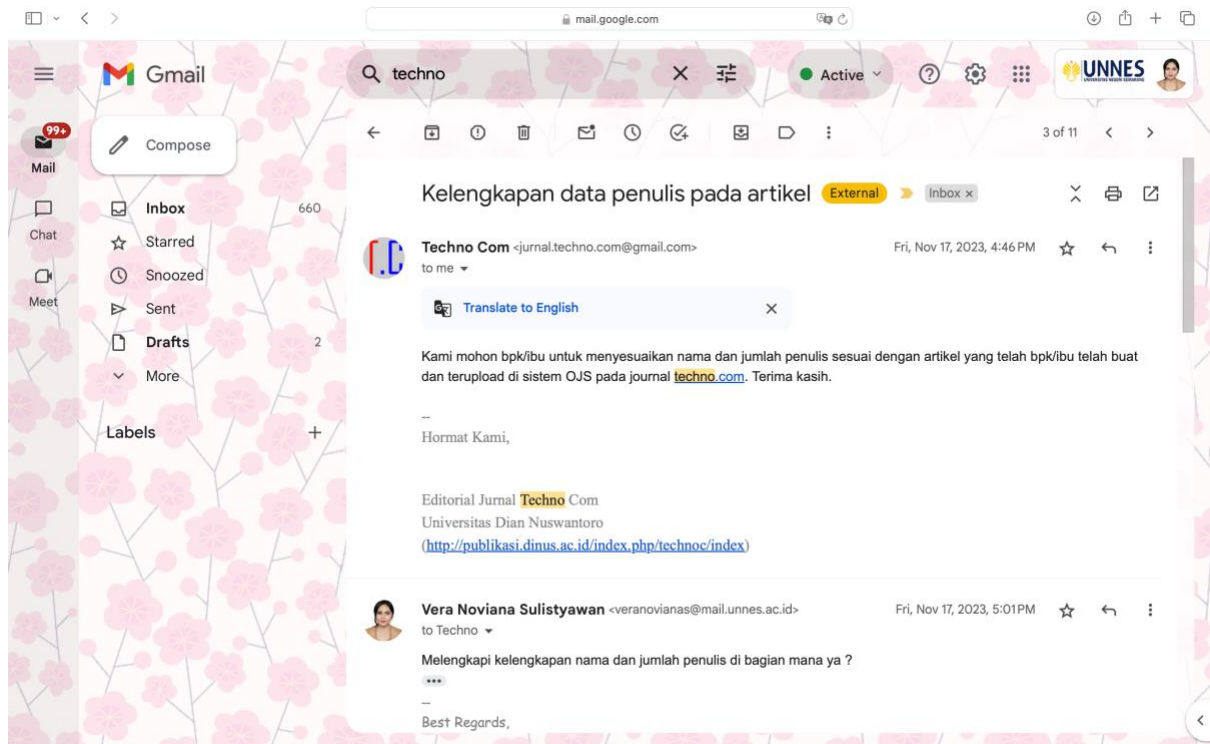 mail.google.com
Gmail
techno
Active
UNNES
UNIVERSITAS NEGERI SEMARANG
99+
Mail
Chat
Meet
Compose
Inbox 660
Starred
Snoozed
Sent
Drafts 2
More
Labels
3 of 11
Kelengkapan data penulis pada artikel External Inbox ×
Techno Com <jurnal.techno.com@gmail.com> Fri, Nov 17, 2023, 4:46 PM
to me
Translate to English
Kami mohon bpk/ibu untuk menyesuaikan nama dan jumlah penulis sesuai dengan artikel yang telah bpk/ibu telah buat
dan terupload di sistem OJS pada journal techno.com. Terima kasih.
--
Hormat Kami,
Editorial Jurnal Techno Com
Universitas Dian Nuswantoro
(http://publikasi.dinus.ac.id/index.php/technoc/index)
Vera Noviana Sulistyawan <veranovianas@mail.unnes.ac.id> Fri, Nov 17, 2023, 5:01 PM
to Techno
Melengkapi kelengkapan nama dan jumlah penulis di bagian mana ya ?
--
Best Regards,